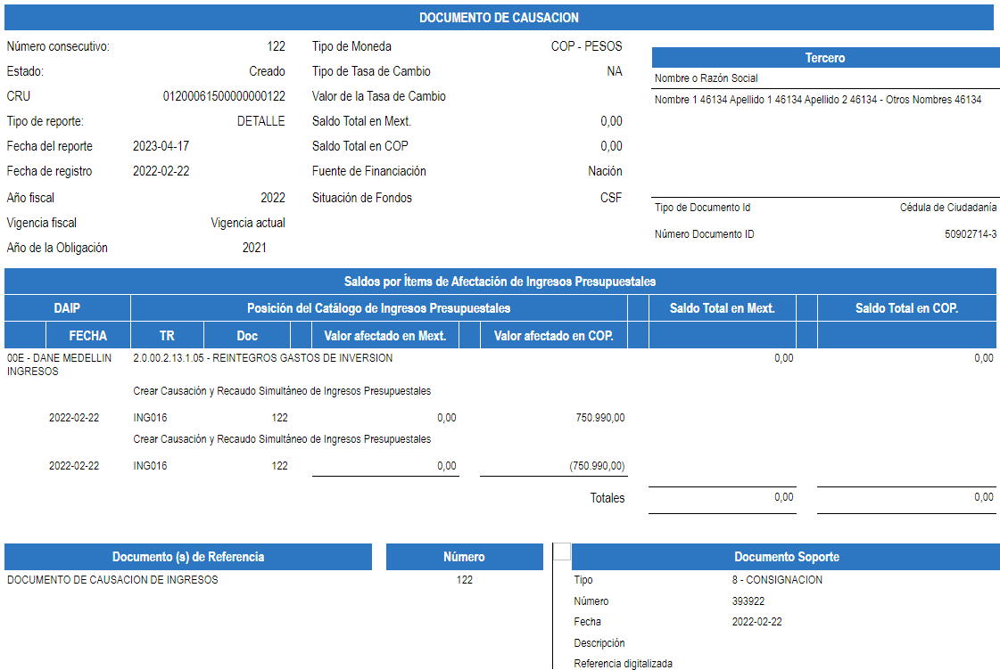 DOCUMENTO DE CAUSACION
Número consecutivo: 122 Tipo de Moneda COP - PESOS
Estado: Creado Tipo de Tasa de Cambio NA
CRU 01200061500000000122 Valor de la Tasa de Cambio
Tipo de reporte: DETALLE Saldo Total en Mext. 0,00
Fecha del reporte 2023-04-17 Saldo Total en COP 0,00
Fecha de registro 2022-02-22 Fuente de Financiación Nación
Año fiscal 2022 Situación de Fondos CSF
Vigencia fiscal Vigencia actual
Año de la Obligación 2021
Tercero
Nombre o Razón Social
Nombre 1 46134 Apellido 1 46134 Apellido 2 46134 - Otros Nombres 46134
Tipo de Documento Id Cédula de Ciudadanía
Número Documento ID 50902714-3
Saldos por Ítems de Afectación de Ingresos Presupuestales
DAIP Posición del Catálogo de Ingresos Presupuestales Saldo Total en Mext. Saldo Total en COP.
FECHA TR Doc Valor afectado en Mext. Valor afectado en COP.
00E - DANE MEDELLIN 2.0.00.2.13.1.05 - REINTEGROS GASTOS DE INVERSION 0,00 0,00
INGRESOS
Crear Causación y Recaudo Simultáneo de Ingresos Presupuestales
2022-02-22 ING016 122 0,00 750.990,00
Crear Causación y Recaudo Simultáneo de Ingresos Presupuestales
2022-02-22 ING016 122 0,00 (750.990,00)
Totales 0,00 0,00
Documento (s) de Referencia Número
DOCUMENTO DE CAUSACION DE INGRESOS 122
Documento Soporte
Tipo 8 - CONSIGNACION
Número 393922
Fecha 2022-02-22
Descripción
Referencia digitalizada